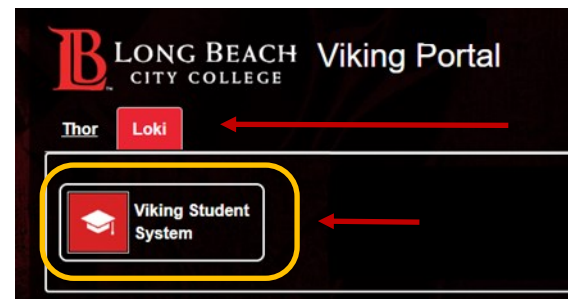 LB LONG BEACH Viking Portal
CITY COLLEGE
Thor Loki
Viking Student
System